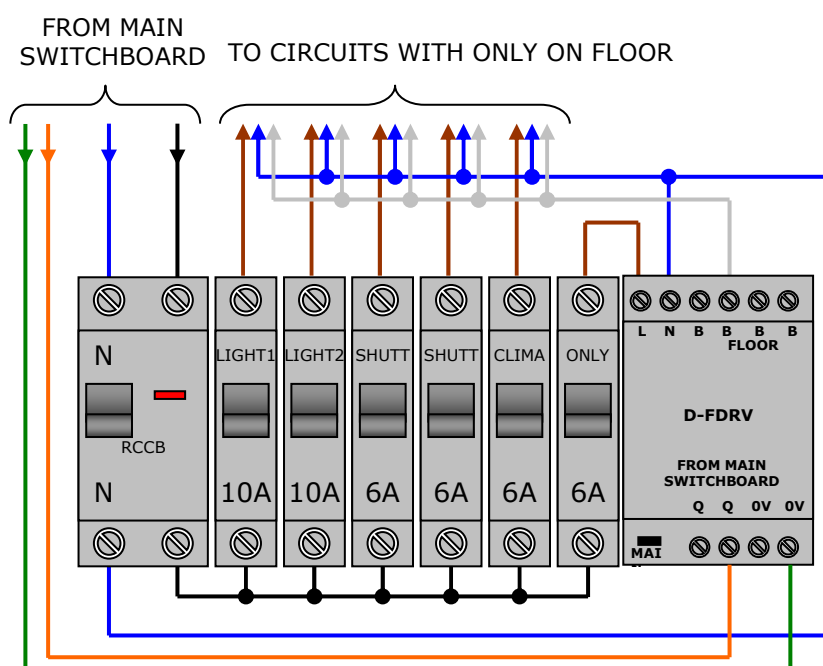 FROM MAIN
SWITCHBOARD
TO CIRCUITS WITH ONLY ON FLOOR
N
LIGHT1
LIGHT2
SHUTT
SHUTT
CLIMA
ONLY
L N B B B B
FLOOR
D-FDRV
RCCB
FROM MAIN
SWITCHBOARD
N
10A
10A
6A
6A
6A
6A
Q Q 0V 0V
MAI